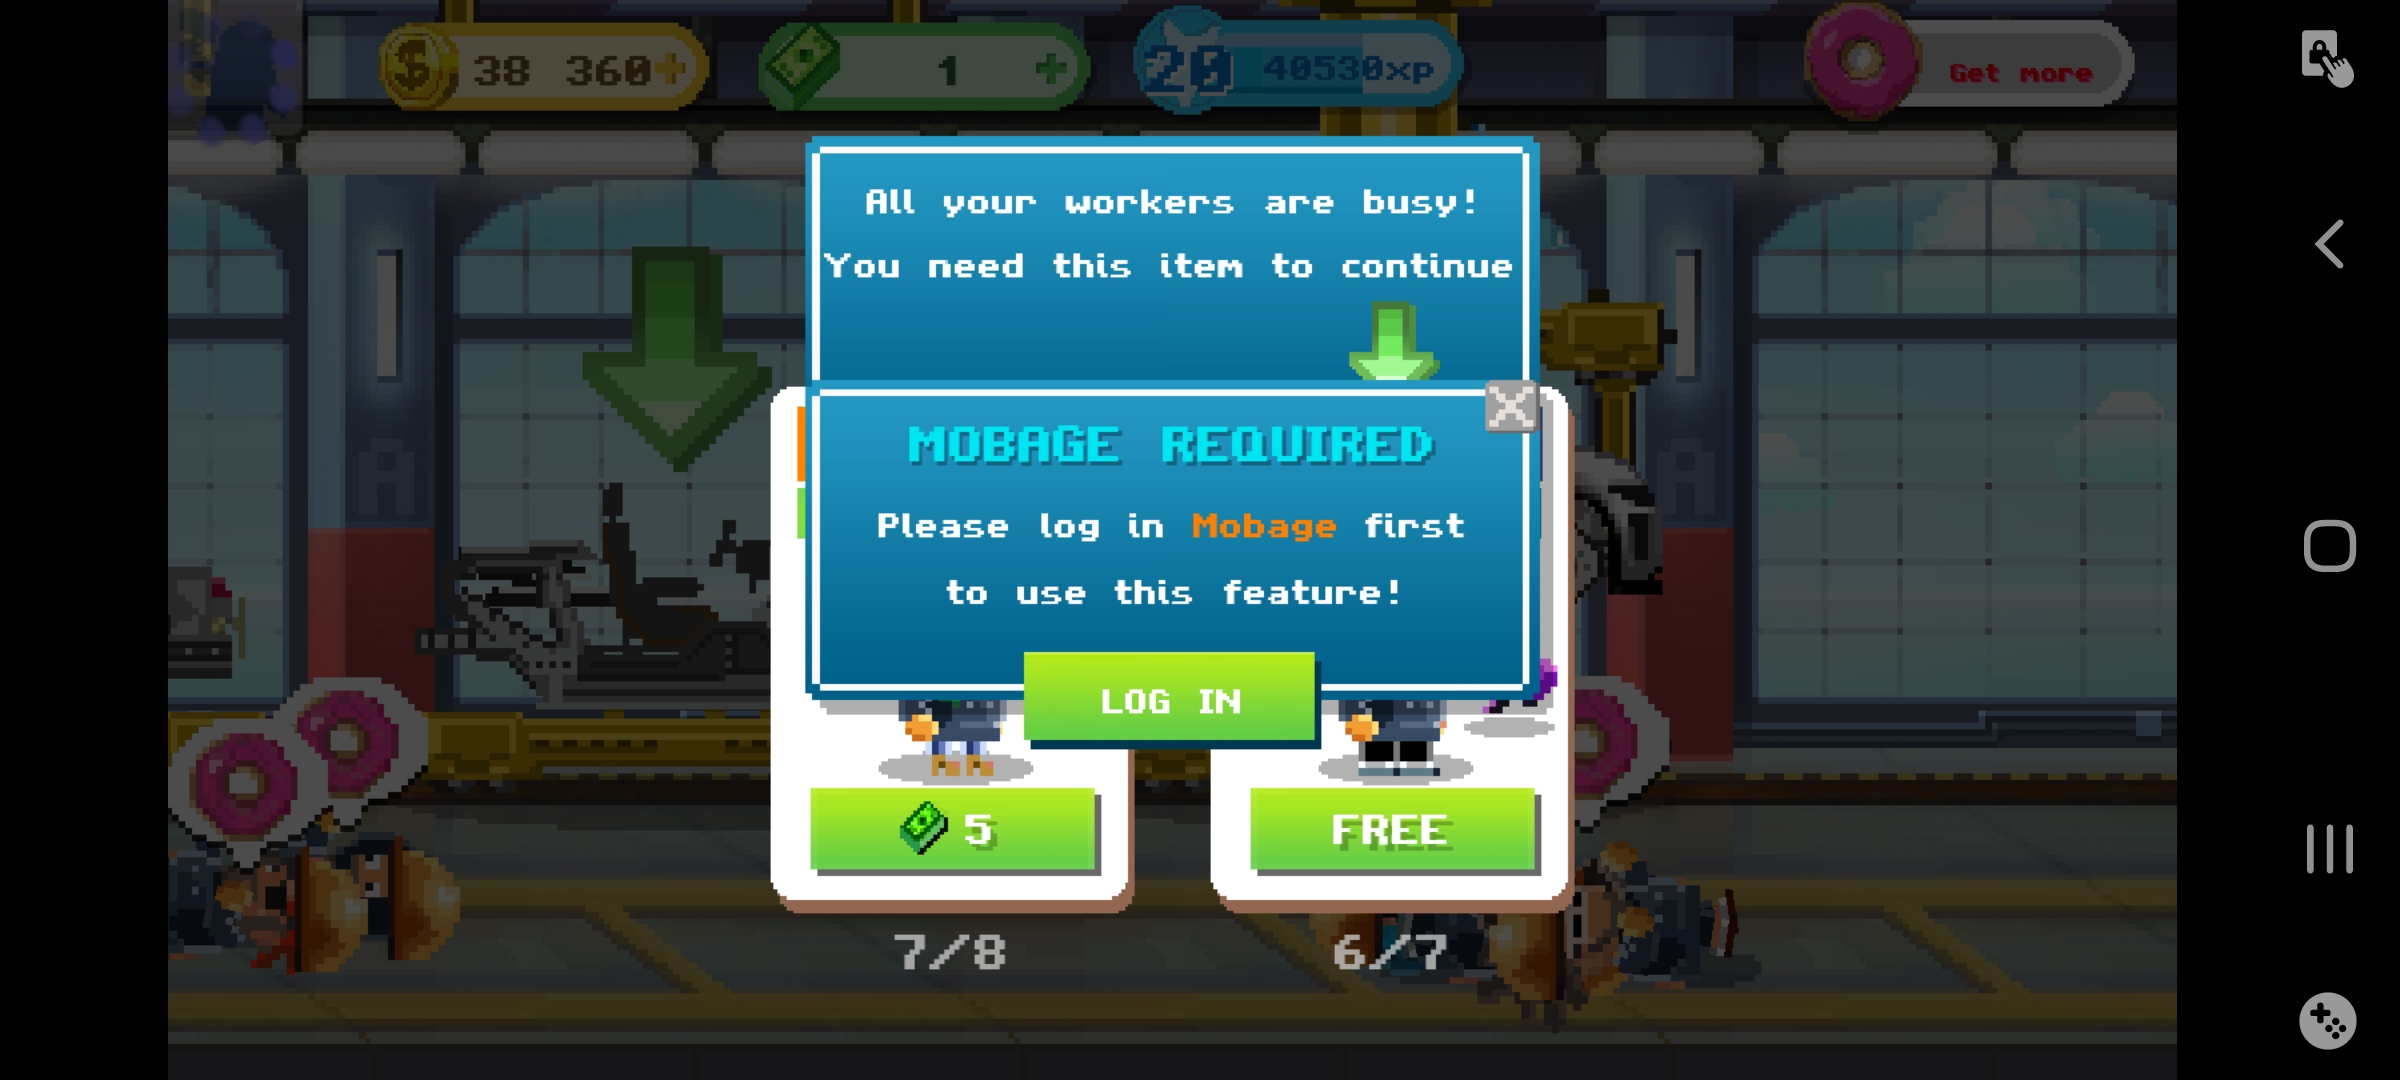 38 360
1
20 40530xp
Get more
All your workers are busy!
You need this item to continue
MOBAGE REQUIRED
Please log in Mobage first
to use this feature!
LOG IN
5
FREE
7/8
6/7